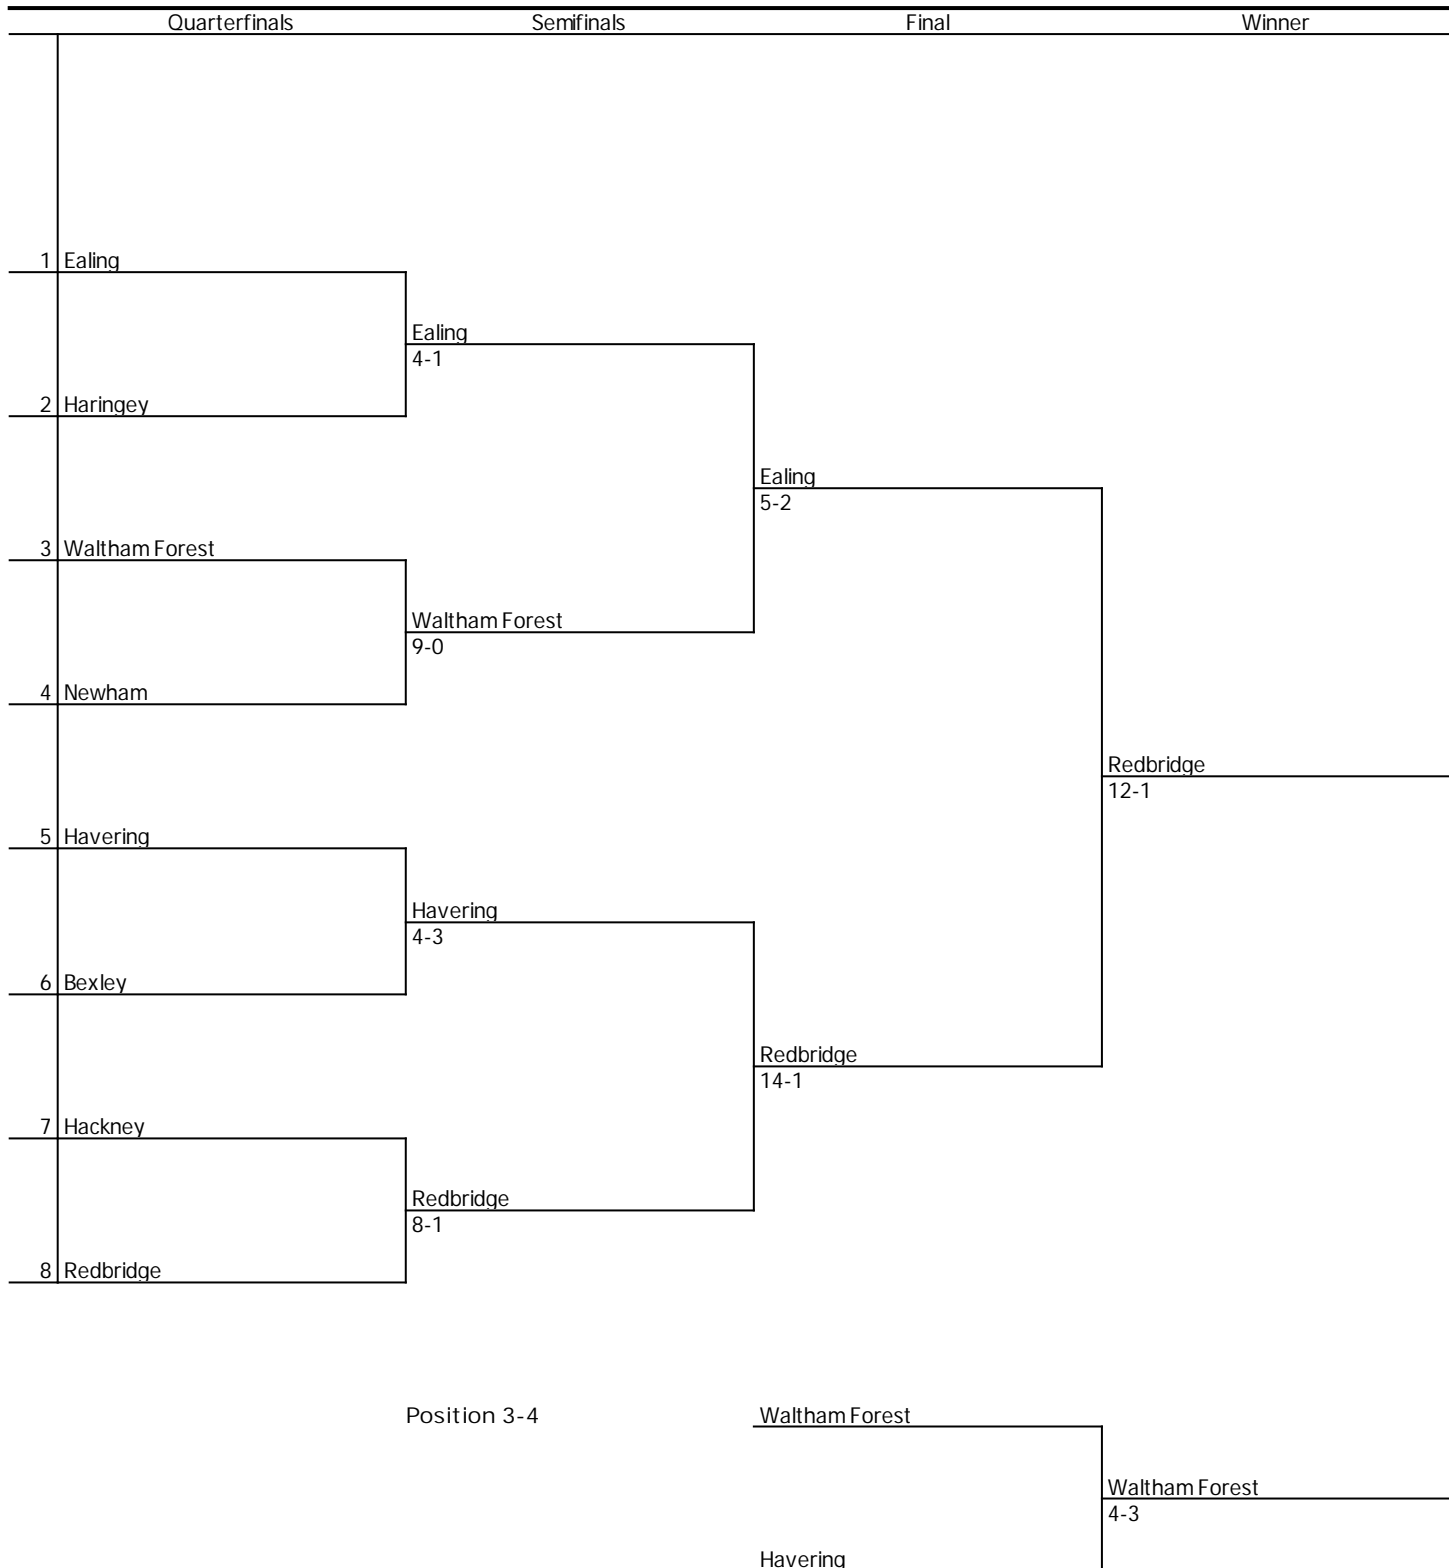 Quarterfinals Semifinals Final Winner
1 Ealing
Ealing
4-1
2 Haringey
Ealing
5-2
3 Waltham Forest
Waltham Forest
9-0
4 Newham
Redbridge
12-1
5 Havering
Havering
4-3
6 Bexley
Redbridge
14-1
7 Hackney
Redbridge
8-1
8 Redbridge
Position 3-4 Waltham Forest
Waltham Forest
4-3
Havering